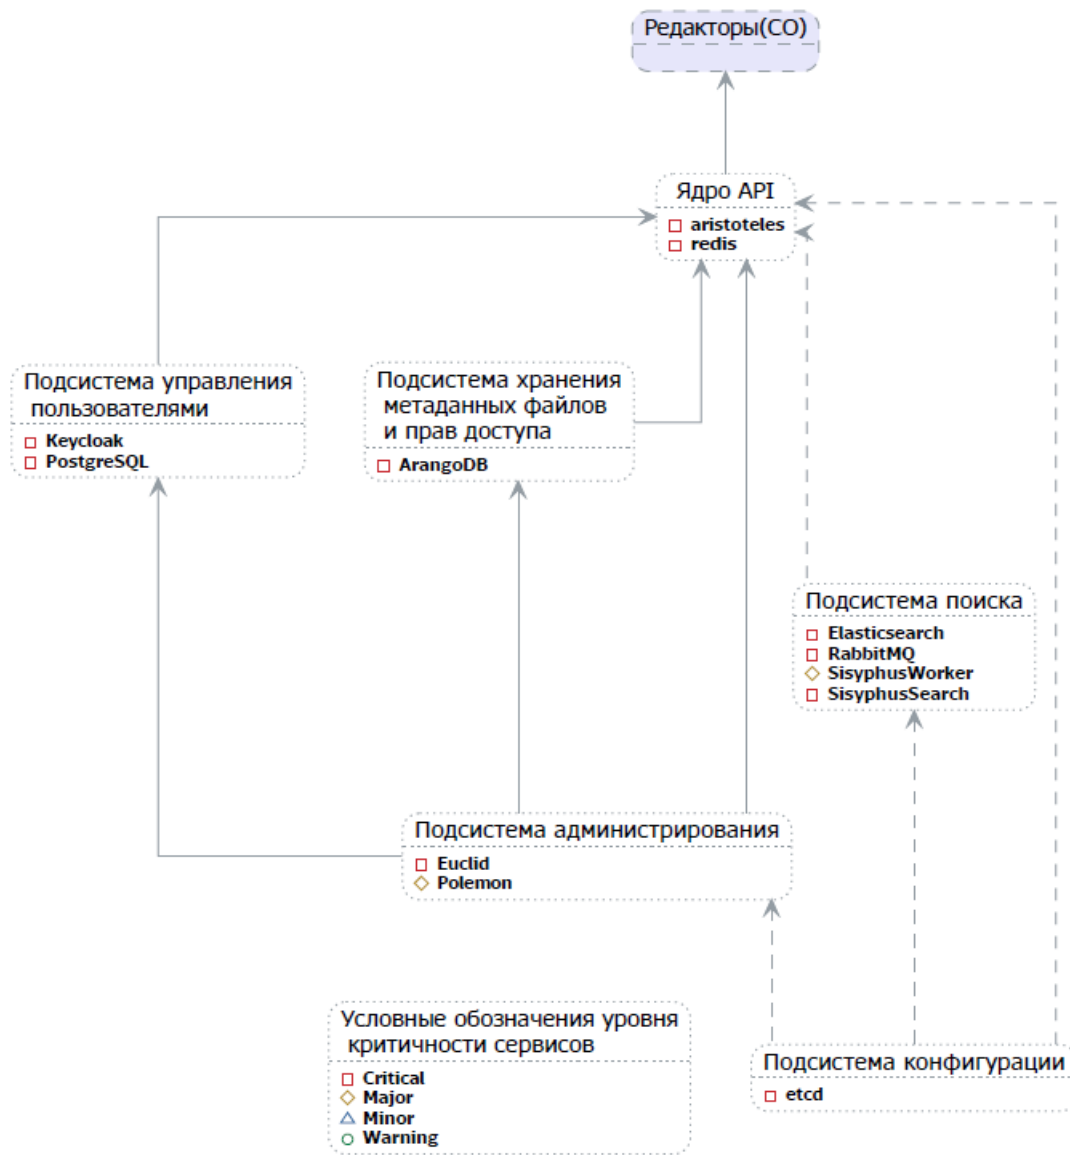 Редакторы(CO)
Ядро API
aristoteles
redis
Подсистема управления
пользователями
Keycloak
PostgreSQL
Подсистема хранения
метаданных файлов
и прав доступа
ArangoDB
Подсистема поиска
Elasticsearch
RabbitMQ
SisyphusWorker
SisyphusSearch
Подсистема администрирования
Euclid
Polemon
Условные обозначения уровня
критичности сервисов
Critical
Major
Minor
Warning
Подсистема конфигурации
etcd